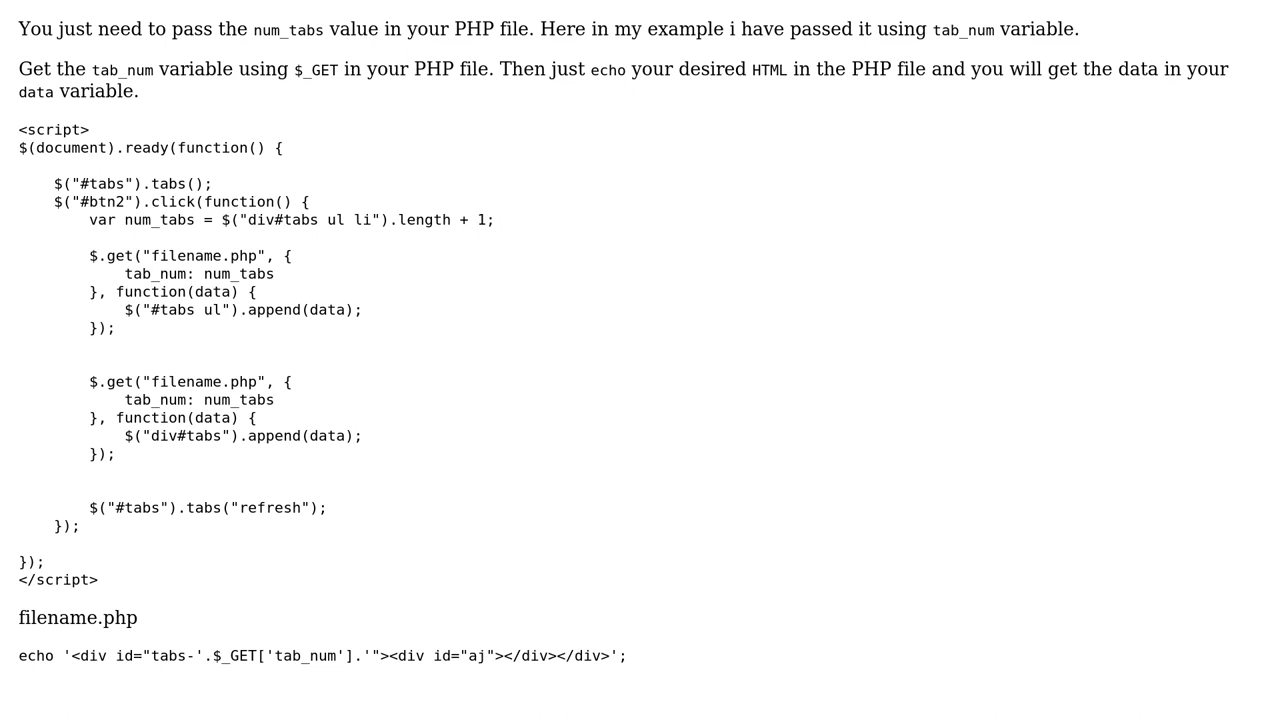 You just need to pass the num_tabs value in your PHP file. Here in my example i have passed it using tab_num variable.
Get the tab_num variable using $_GET in your PHP file. Then just echo your desired HTML in the PHP file and you will get the data in your
data variable.
<script>
$(document).ready(function() {
    $("#tabs").tabs();
    $("#btn2").click(function() {
        var num_tabs = $("div#tabs ul li").length + 1;
        $.get("filename.php", {
            tab_num: num_tabs
        }, function(data) {
            $("#tabs ul").append(data);
        });
        $.get("filename.php", {
            tab_num: num_tabs
        }, function(data) {
            $("div#tabs").append(data);
        });
        $("#tabs").tabs("refresh");
    });
});
</script>
filename.php
echo '<div id="tabs-'.$_GET['tab_num'].'"><div id="aj"></div></div>';